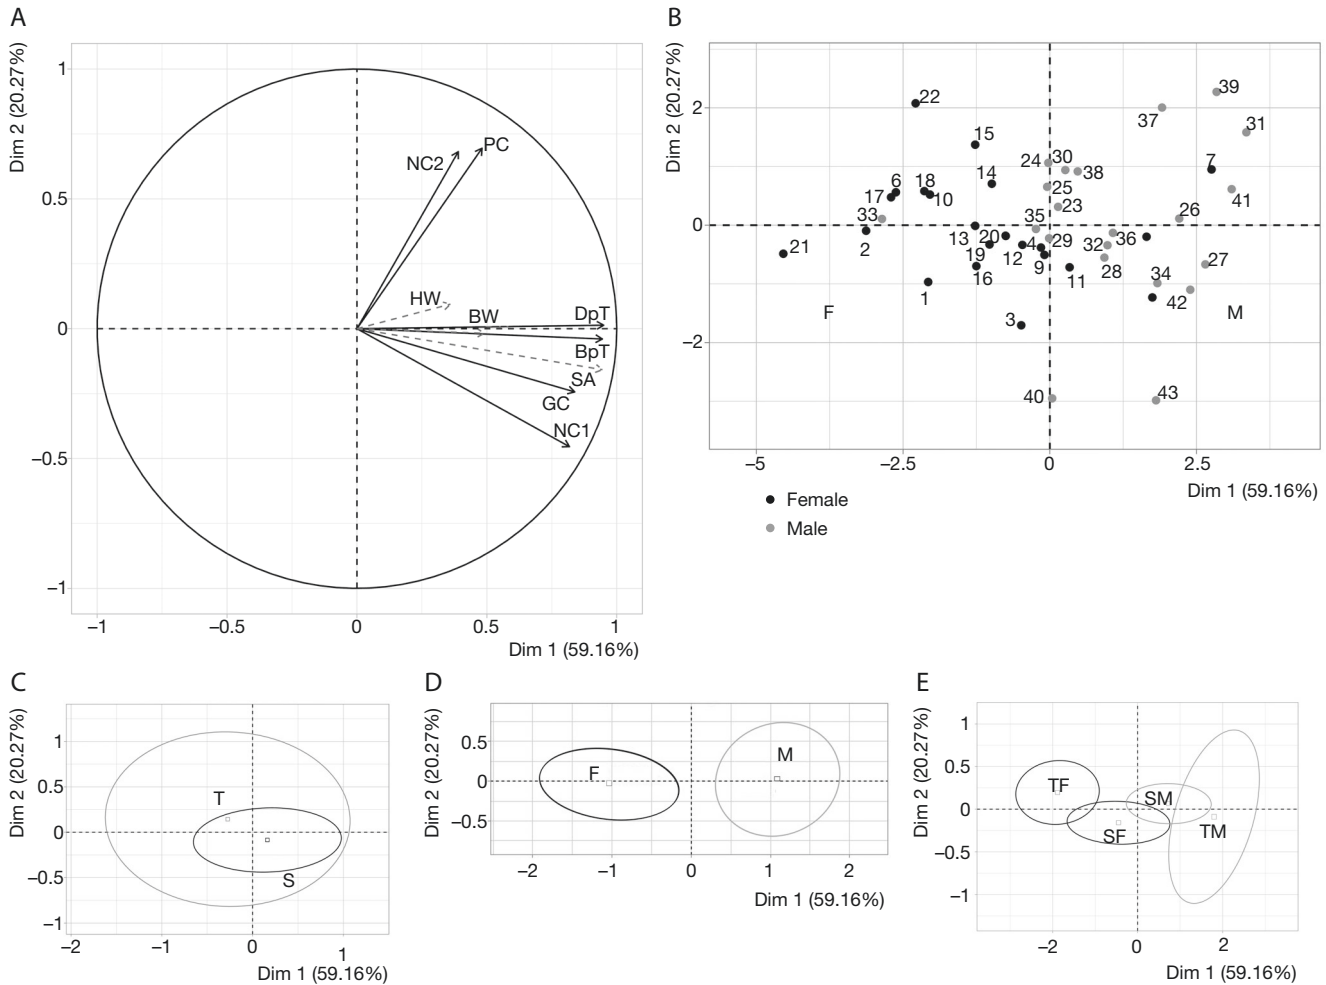 A
Dim 2 (20.27%)
1
0.5
0
−0.5
−1
NC2
PC
HW
BW
DpT
BpT
SA
GC
NC1
−1
−0.5
0
0.5
1
Dim 1 (59.16%)
B
Dim 2 (20.27%)
2
0
−2
22
39
37
31
15
24
30
7
6
18
14
38
17
10
25
41
33
23
26
35
21
2
13
20
4
29
32
36
19
12
9
27
16
28
1
11
34
42
3
F
M
40
43
−5
−2.5
0
2.5
Dim 1 (59.16%)
Female
Male
C
Dim 2 (20.27%)
1
0.5
0
−0.5
−1
T
S
−2
−1
0
1
Dim 1 (59.16%)
D
Dim 2 (20.27%)
0.5
0
−0.5
F
M
−2
−1
0
1
2
Dim 1 (59.16%)
E
Dim 2 (20.27%)
1
0.5
0
−0.5
−1
TF
SM
SF
TM
−2
0
2
Dim 1 (59.16%)